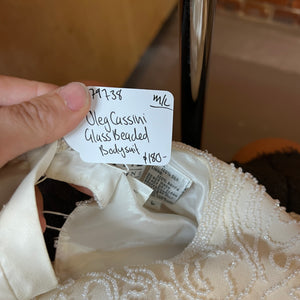 79738 M/L
Oleg Cassini
Glass Beaded
Bodysuit
$180-